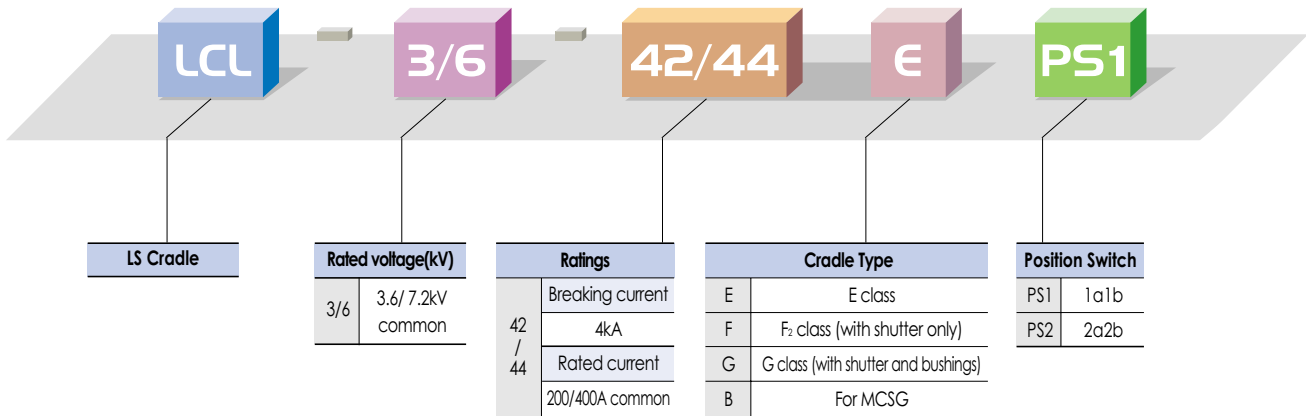 LCL 3/6 42/44 E PS1
LS Cradle
Rated voltage(kV)
3/6
3.6/ 7.2kV
common
Ratings
42
/
44
Breaking current
4kA
Rated current
200/400A common
Cradle Type
E E class
F F₂ class (with shutter only)
G G class (with shutter and bushings)
B For MCSG
Position Switch
PS1 1a1b
PS2 2a2b